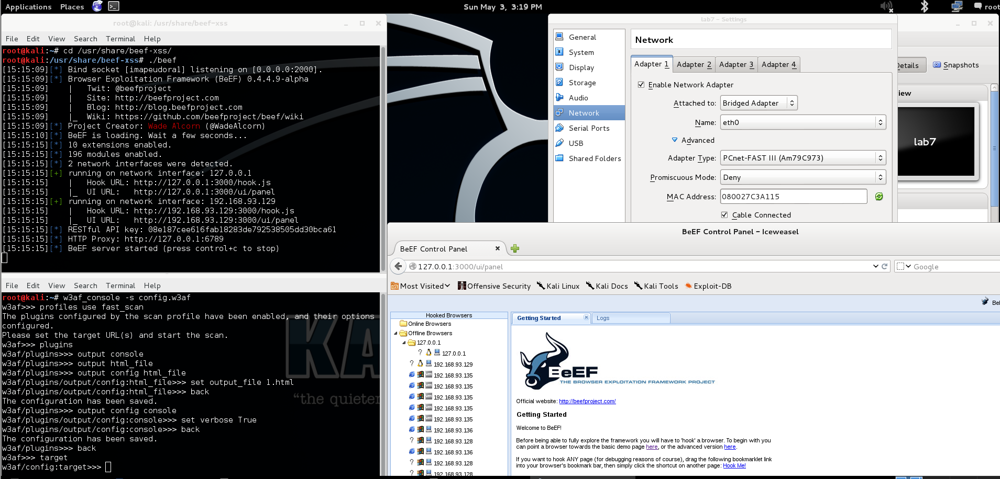 Applications Places
Sun May 3, 3:19 PM
root
root@kali: /usr/share/beef-xss
File Edit View Search Terminal Help
root@kali:~# cd /usr/share/beef-xss/
root@kali:/usr/share/beef-xss# ./beef
[15:15:09][*] Bind socket [imapeudora1] listening on [0.0.0.0:2000].
[15:15:09][*] Browser Exploitation Framework (BeEF) 0.4.4.9-alpha
[15:15:09]    |   Twit: @beefproject
[15:15:09]    |   Site: http://beefproject.com
[15:15:09]    |   Blog: http://blog.beefproject.com
[15:15:09]    |_  Wiki: https://github.com/beefproject/beef/wiki
[15:15:09][*] Project Creator: Wade Alcorn (@WadeAlcorn)
[15:15:10][*] BeEF is loading. Wait a few seconds...
[15:15:15][*] 10 extensions enabled.
[15:15:15][*] 196 modules enabled.
[15:15:15][*] 2 network interfaces were detected.
[15:15:15][+] running on network interface: 127.0.0.1
[15:15:15]    |   Hook URL: http://127.0.0.1:3000/hook.js
[15:15:15]    |_  UI URL:   http://127.0.0.1:3000/ui/panel
[15:15:15][+] running on network interface: 192.168.93.129
[15:15:15]    |   Hook URL: http://192.168.93.129:3000/hook.js
[15:15:15]    |_  UI URL:   http://192.168.93.129:3000/ui/panel
[15:15:15][*] RESTful API key: 08e187cee616fab18283de792538505dd30bca61
[15:15:15][*] HTTP Proxy: http://127.0.0.1:6789
[15:15:15][*] BeEF server started (press control+c to stop)
File Edit View Search Terminal Help
root@kali:~# w3af_console -s config.w3af
w3af>>> profiles use fast_scan
The plugins configured by the scan profile have been enabled, and their options
configured.
Please set the target URL(s) and start the scan.
w3af>>> plugins
w3af/plugins>>> output console
w3af/plugins>>> output html_file
w3af/plugins>>> output config html_file
w3af/plugins/output/config:html_file>>> set output_file 1.html
w3af/plugins/output/config:html_file>>> back
The configuration has been saved.
w3af/plugins>>> output config console
w3af/plugins/output/config:console>>> set verbose True
w3af/plugins/output/config:console>>> back
The configuration has been saved.
w3af/plugins>>> back
w3af>>> target
w3af/config:target>>>
KA
“the quieter
lab7 - Settings
General
System
Display
Storage
Audio
Network
Serial Ports
USB
Shared Folders
Network
Adapter 1 Adapter 2 Adapter 3 Adapter 4
Enable Network Adapter
Attached to: Bridged Adapter
Name: eth0
Advanced
Adapter Type: PCnet-FAST III (Am79C973)
Promiscuous Mode: Deny
MAC Address: 080027C3A115
Cable Connected
Details Snapshots
iew
lab7
BeEF Control Panel - Iceweasel
BeEF Control Panel
127.0.0.1:3000/ui/panel
Google
Most Visited Offensive Security Kali Linux Kali Docs Kali Tools Exploit-DB
BeE
Hooked Browsers
Online Browsers
Offline Browsers
127.0.0.1
? 127.0.0.1
? 192.168.93.129
vm 192.168.93.135
vm 192.168.93.135
vm 192.168.93.135
vm 192.168.93.135
vm 192.168.93.135
192.168.93.136
? 192.168.93.128
192.168.93.136
? 192.168.93.128
? 192.168.93.128
Getting Started Logs
BeEF
THE BROWSER EXPLOITATION FRAMEWORK PROJECT
Official website: http://beefproject.com/
Getting Started
Welcome to BeEF!
Before being able to fully explore the framework you will have to 'hook' a browser. To begin with you
can point a browser towards the basic demo page here, or the advanced version here.
If you want to hook ANY page (for debugging reasons of course), drag the following bookmarklet link
into your browser's bookmark bar, then simply click the shortcut on another page: Hook Me!